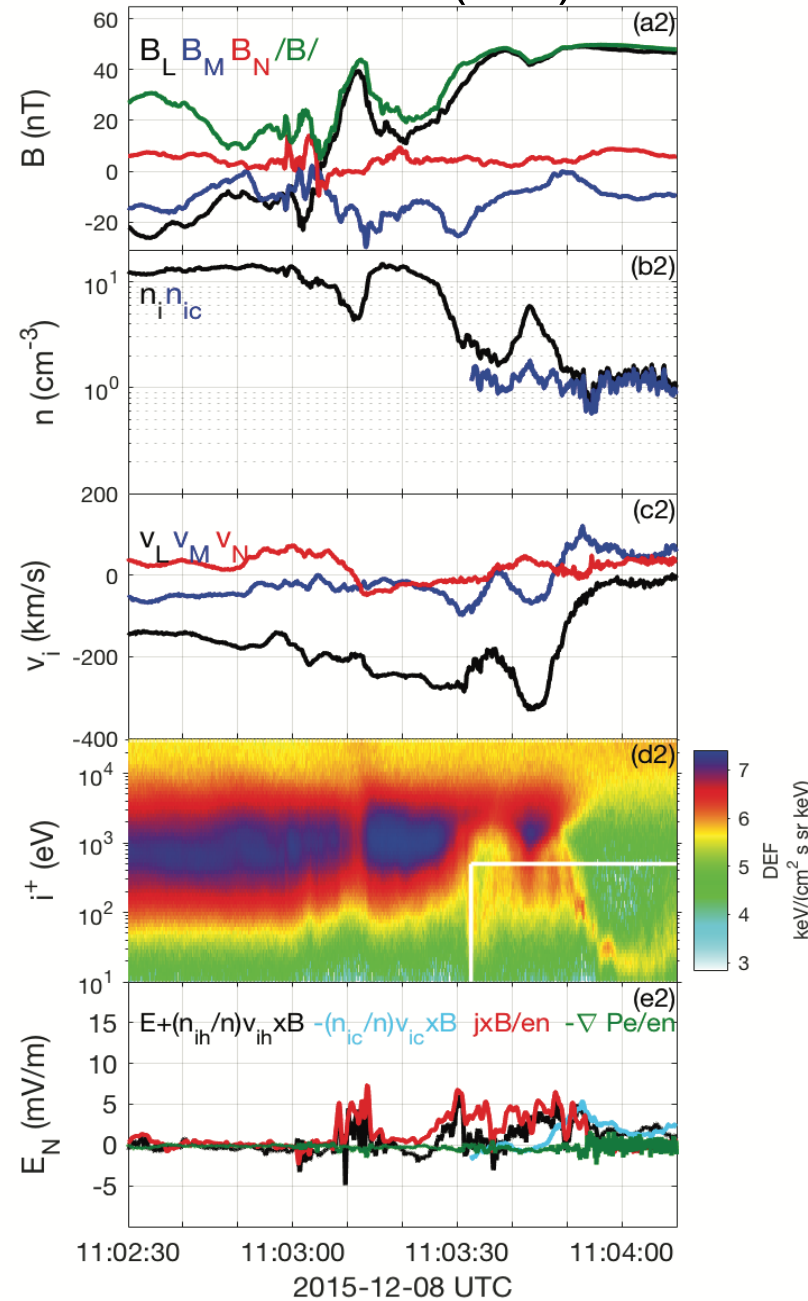 (a2)
60
B_L B_M B_N /B/
40
20
0
-20
B (nT)
(b2)
10^1
n_i n_ic
10^0
n (cm^-3)
200
(c2)
v_L v_M v_N
0
-200
-400
v_i (km/s)
(d2)
10^4
10^3
10^2
10^1
i^+ (eV)
7
6
5
4
3
DEF
keV/(cm^2 s sr keV)
(e2)
E+(n_ih/n)v_ihxB -(n_ic/n)v_icxB jxB/en -∇ Pe/en
15
10
5
0
-5
E_N (mV/m)
11:02:30 11:03:00 11:03:30 11:04:00
2015-12-08 UTC